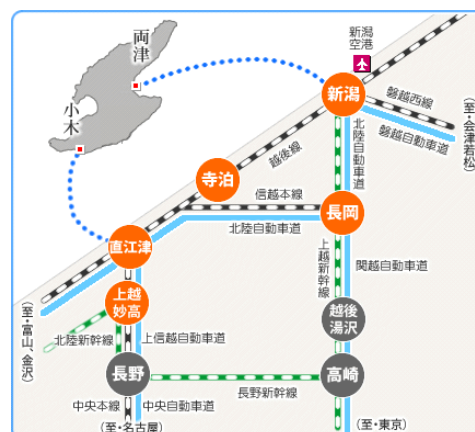 両津
小木
新潟
空港
新潟
磐越西線
磐越自動車道
(至・会津若松)
北陸自動車道
越後線
寺泊
信越本線
長岡
北陸自動車道
直江津
上越新幹線
関越自動車道
上越
妙高
越後
湯沢
(至・富山、金沢)
北陸新幹線
上信越自動車道
長野
高崎
長野新幹線
中央本線
中央自動車道
(至・名古屋)
(至・東京)